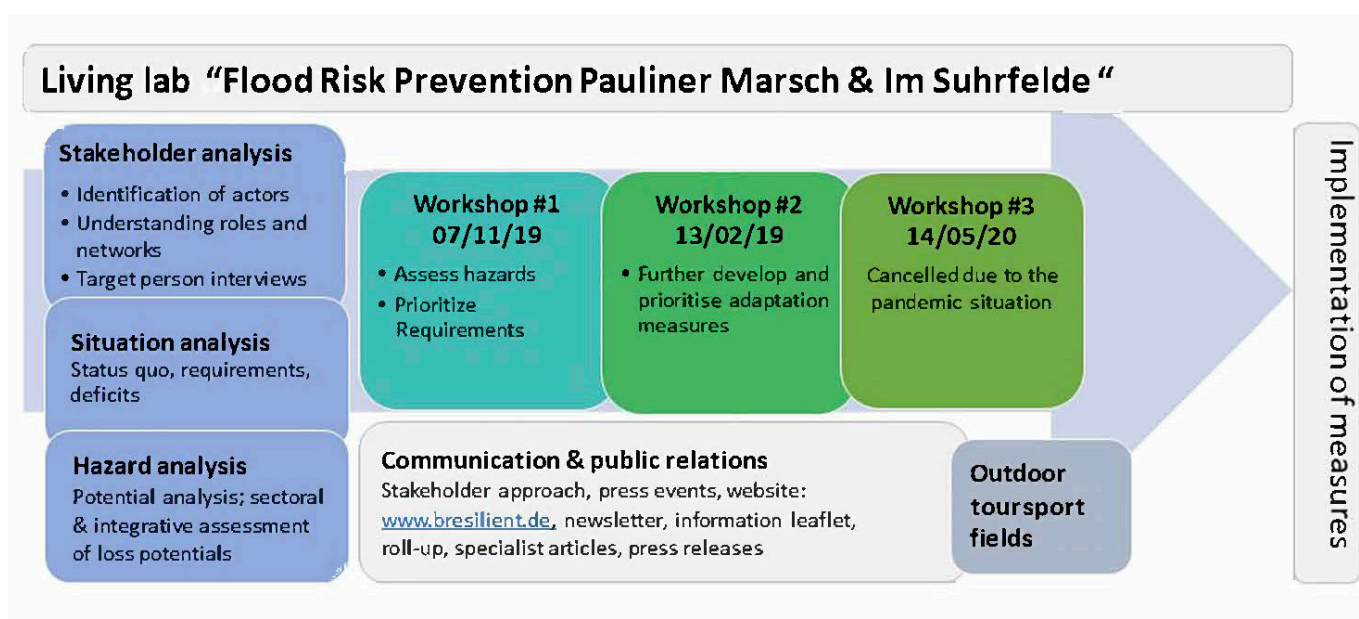 Living lab “Flood Risk Prevention Pauliner Marsch & Im Suhrfelde “
Stakeholder analysis
• Identification of actors
• Understanding roles and
networks
• Target person interviews
Situation analysis
Status quo, requirements,
deficits
Hazard analysis
Potential analysis; sectoral
& integrative assessment
of loss potentials
Workshop #1
07/11/19
• Assess hazards
• Prioritize
Requirements
Workshop #2
13/02/19
• Further develop and
prioritise adaptation
measures
Workshop #3
14/05/20
Cancelled due to the
pandemic situation
Communication & public relations
Stakeholder approach, press events, website:
www.bresilient.de, newsletter, information leaflet,
roll-up, specialist articles, press releases
Outdoor
toursport
fields
Implementation of measures